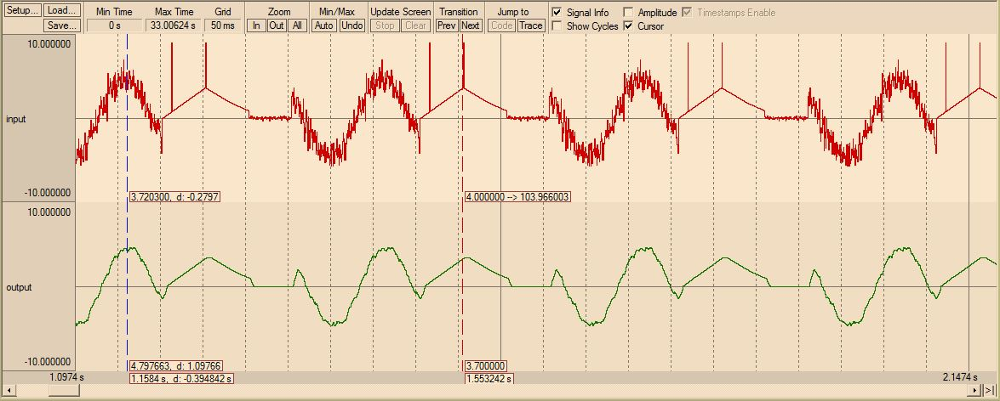 Setup... Load... Save...
Min Time 0 s
Max Time 33.00624 s
Grid 50 ms
Zoom In Out All
Min/Max Auto Undo
Update Screen Stop Clear
Transition Prev Next
Jump to Code Trace
Signal Info Amplitude Timestamps Enable
Show Cycles Cursor
10.000000
input
3.720300, d: -0.2797 4.000000 --> 103.966003
-10.000000
10.000000
output
-10.000000
4.797663, d: 1.09766 3.700000
1.0974 s 1.1584 s, d: -0.394842 s 1.553242 s 2.1474 s
>|